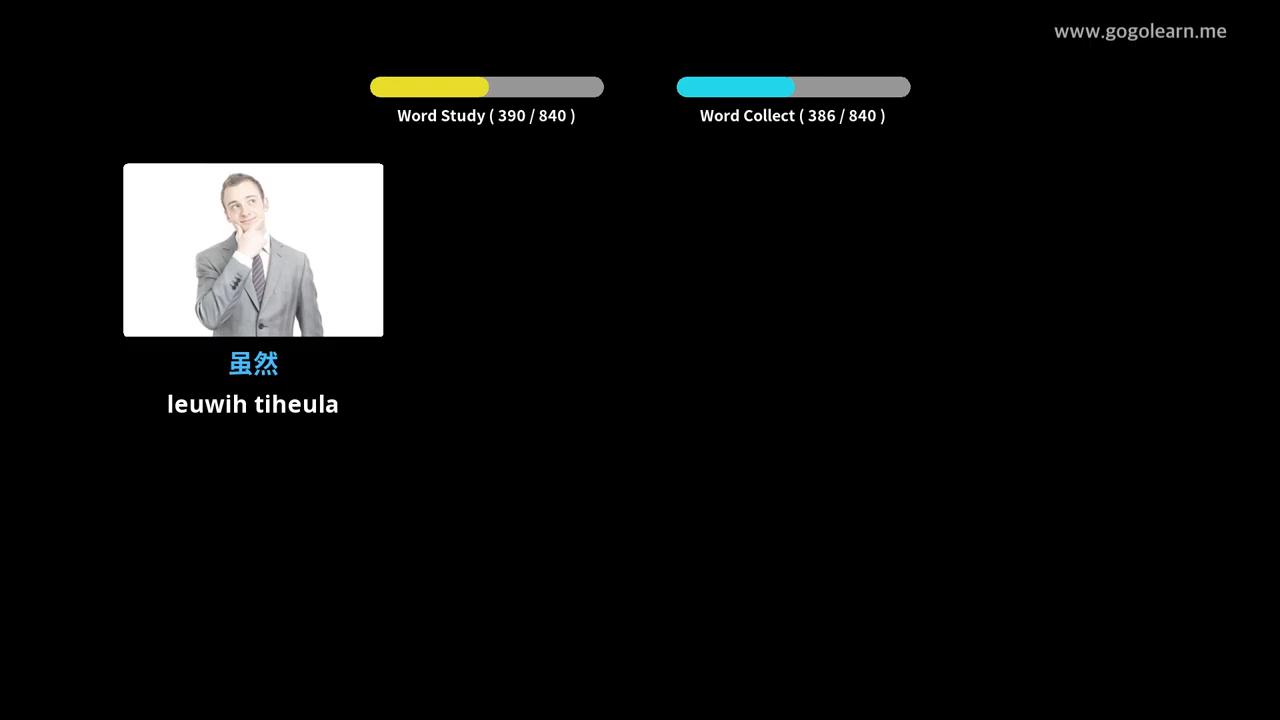 www.gogolearn.me
Word Study ( 390 / 840 )
Word Collect ( 386 / 840 )
虽然
leuwih tiheula